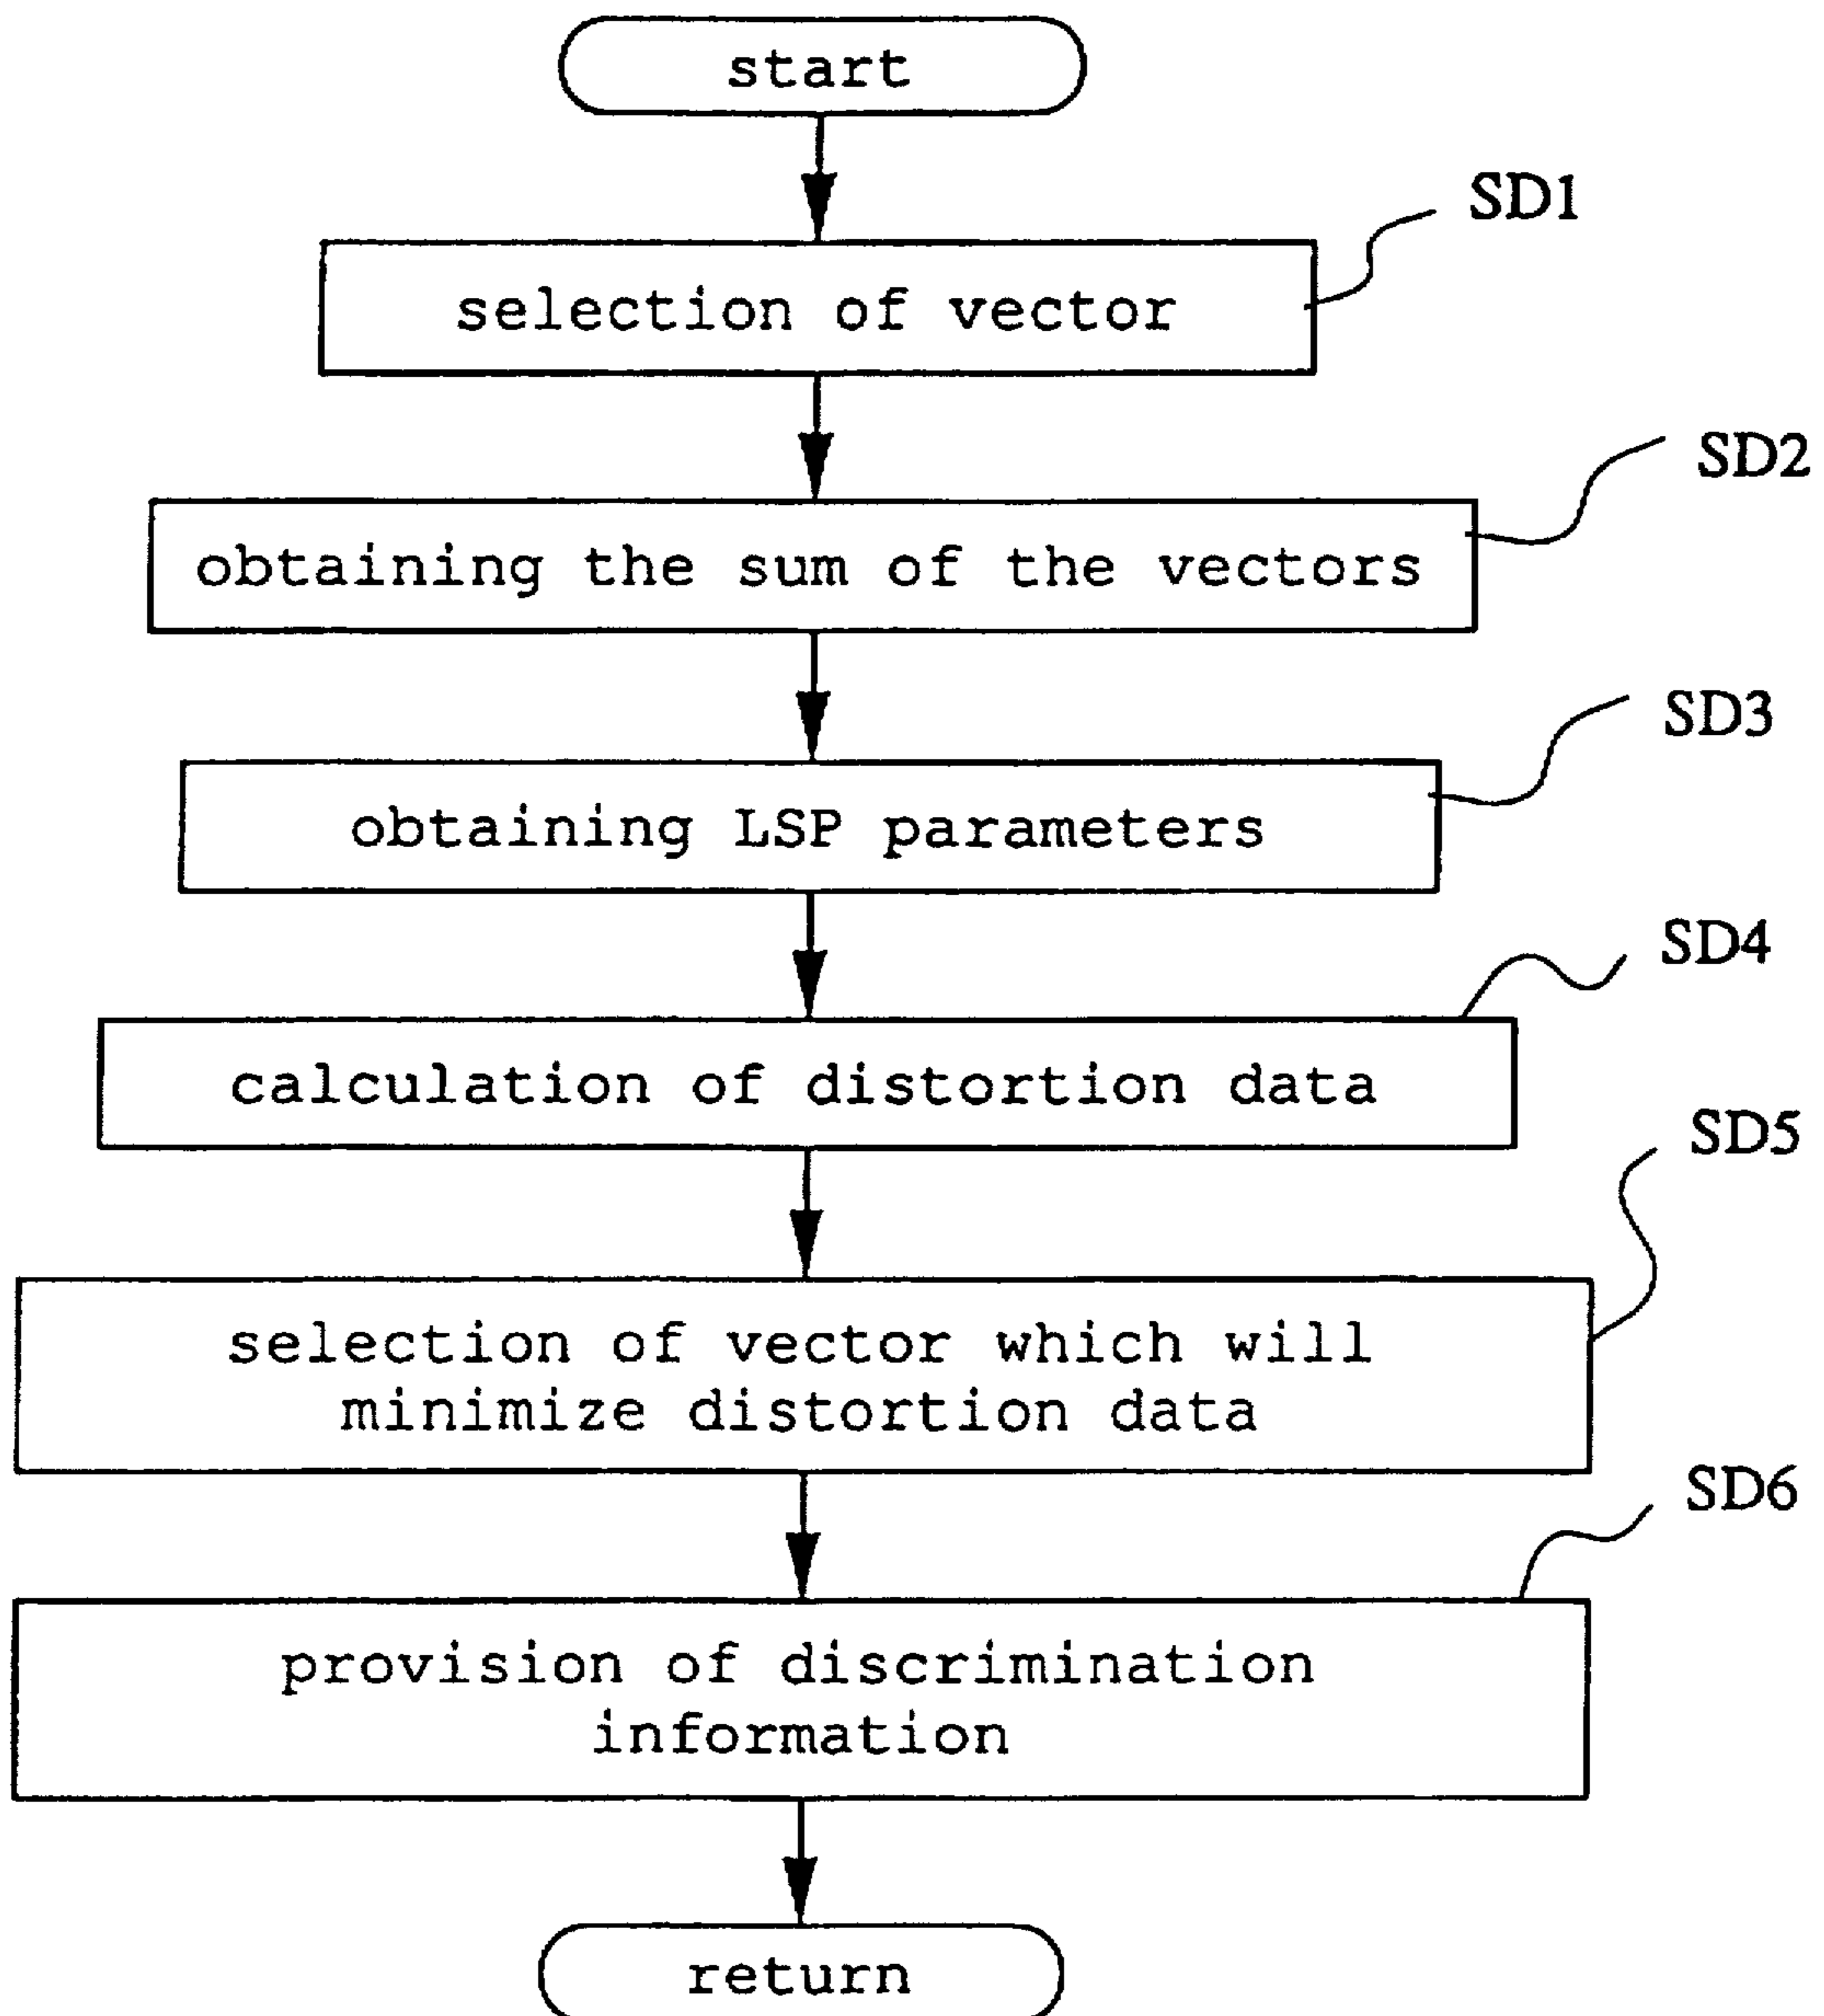 start
SD1
selection of vector
SD2
obtaining the sum of the vectors
SD3
obtaining LSP parameters
SD4
calculation of distortion data
SD5
selection of vector which will
minimize distortion data
SD6
provision of discrimination
information
return